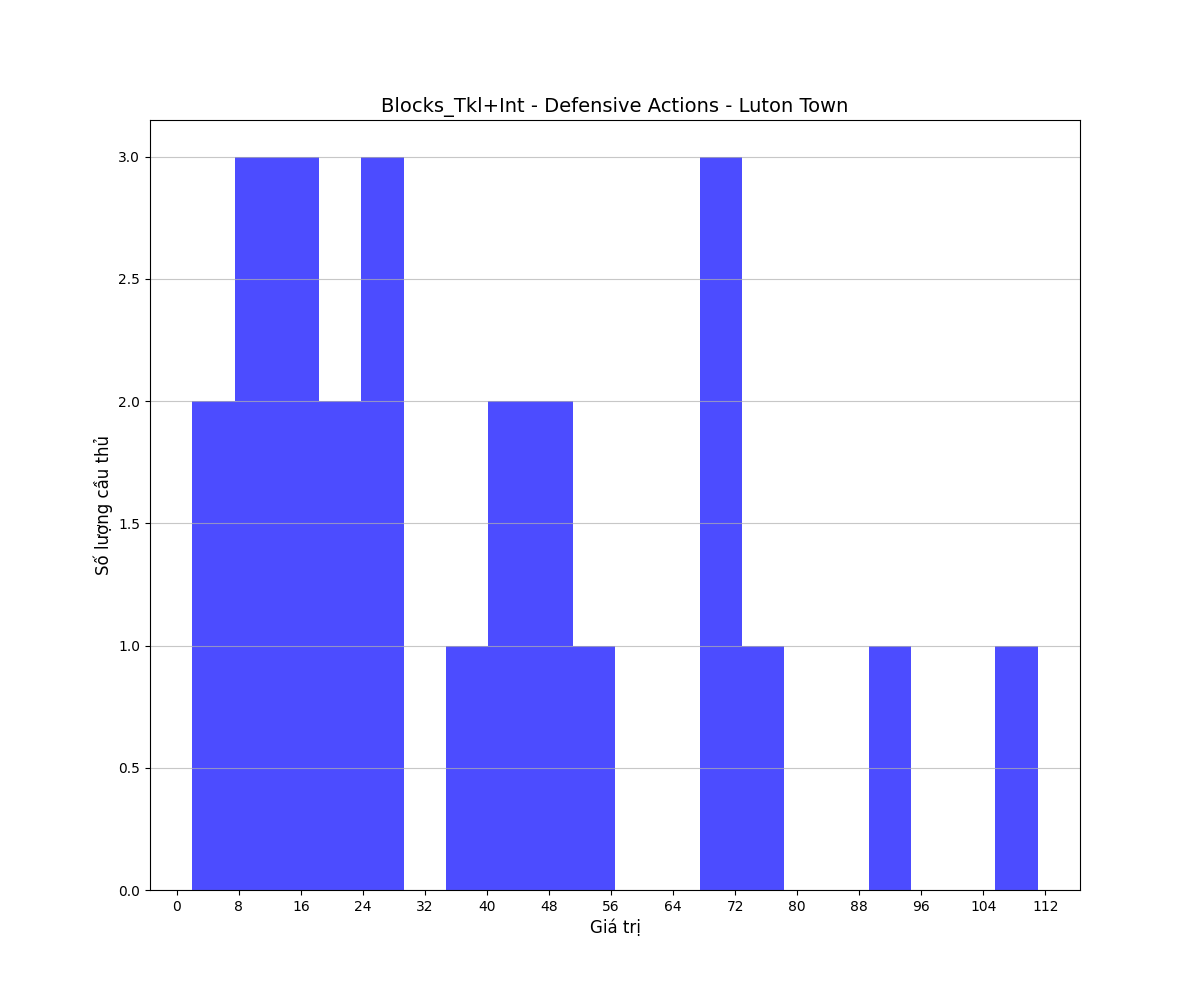 Blocks_Tkl+Int - Defensive Actions - Luton Town
Số lượng cầu thủ
3.0
2.5
2.0
1.5
1.0
0.5
0.0
0 8 16 24 32 40 48 56 64 72 80 88 96 104 112
Giá trị